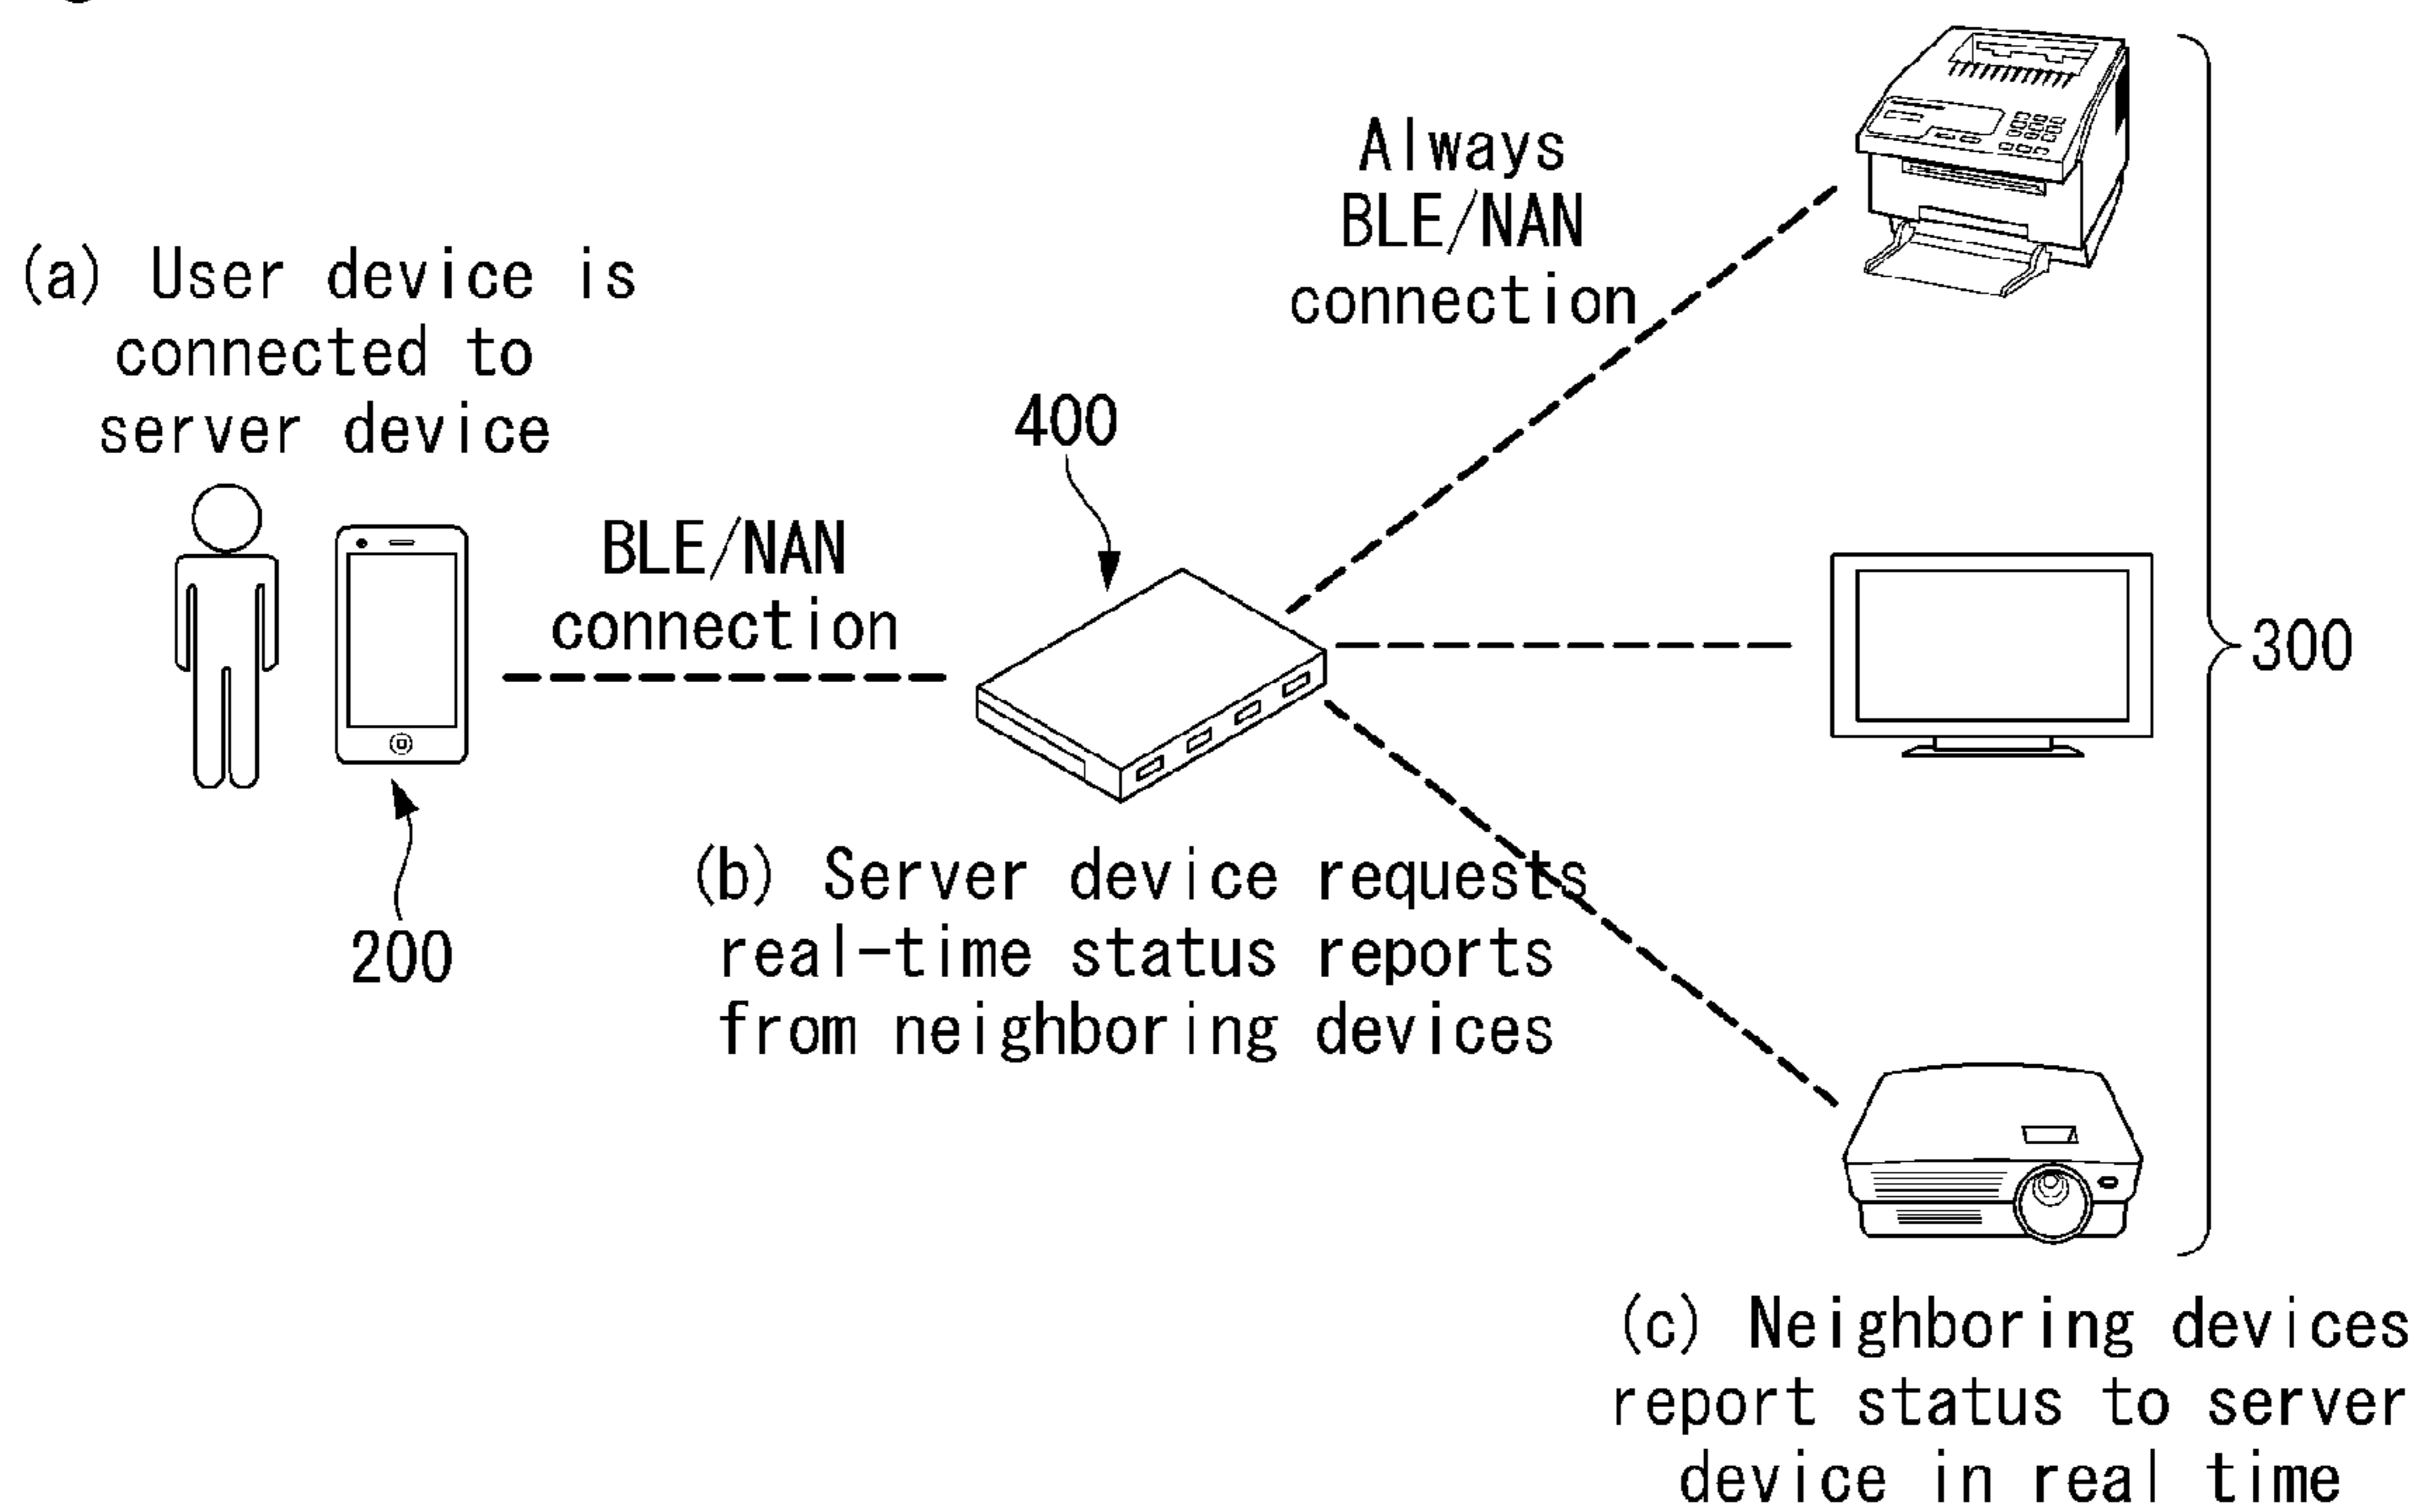 (a) User device is
connected to
server device
200
BLE/NAN
connection
400
(b) Server device requests
real-time status reports
from neighboring devices
Always
BLE/NAN
connection
300
(c) Neighboring devices
report status to server
device in real time